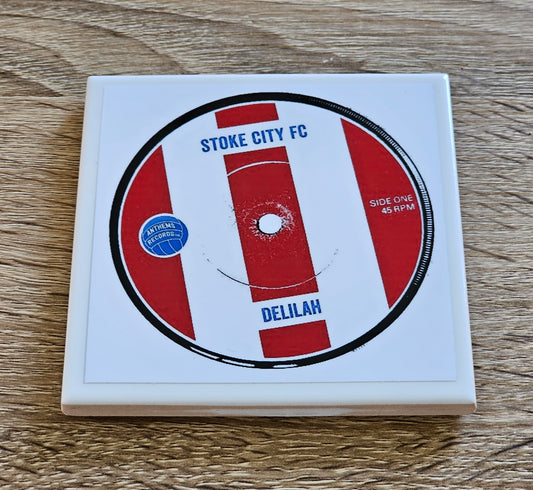 STOKE CITY FC
SIDE ONE
45 RPM
ANTHEMS
RECORDS
DELILAH